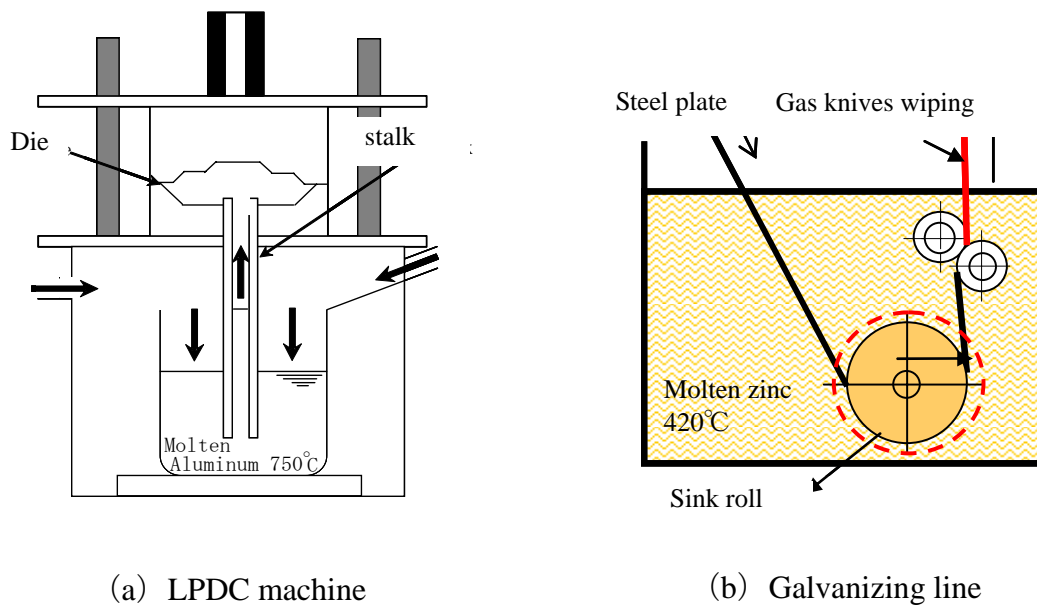 Die
stalk
Molten
Aluminum 750℃
(a) LPDC machine
Steel plate
Gas knives wiping
Molten zinc
420℃
Sink roll
(b) Galvanizing line